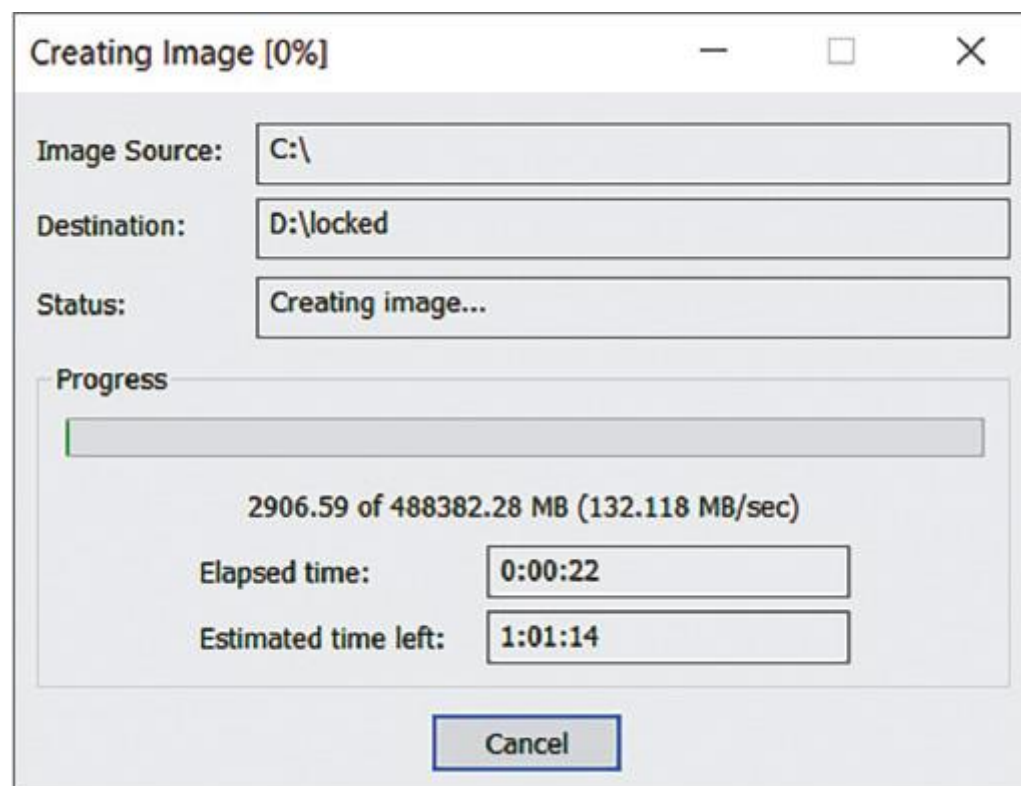 Creating Image [0%]
Image Source: C:\
Destination: D:\locked
Status: Creating image...
Progress
2906.59 of 488382.28 MB (132.118 MB/sec)
Elapsed time: 0:00:22
Estimated time left: 1:01:14
Cancel